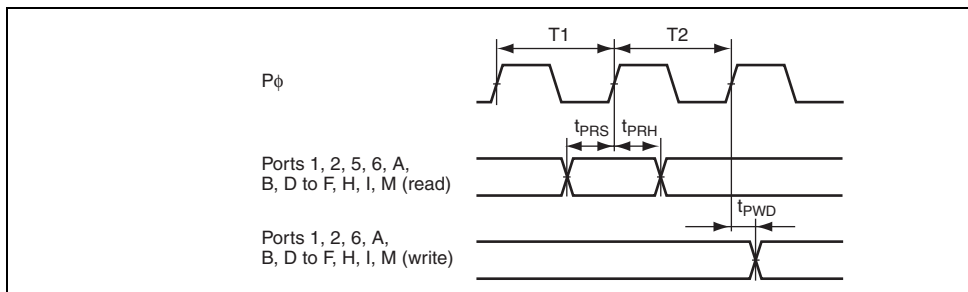 T1 T2
Pϕ
tPRS tPRH
Ports 1, 2, 5, 6, A,
B, D to F, H, I, M (read)
tPWD
Ports 1, 2, 6, A,
B, D to F, H, I, M (write)